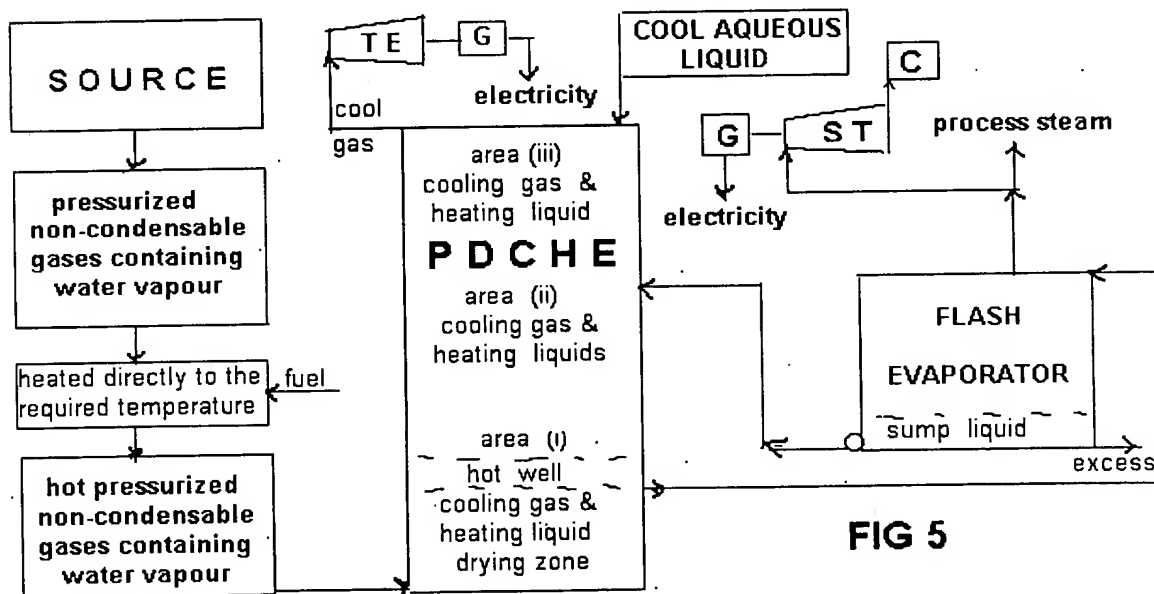 SOURCE
pressurized
non-condensable
gases containing
water vapour
heated directly to the
required temperature
fuel
hot pressurized
non-condensable
gases containing
water vapour
TE
G
electricity
cool
gas
COOL AQUEOUS
LIQUID
area (iii)
cooling gas &
heating liquid
PDCHE
area (ii)
cooling gas &
heating liquids
area (i)
hot well
cooling gas &
heating liquid
drying zone
C
G
ST
electricity
process steam
FLASH
EVAPORATOR
sump liquid
excess
FIG 5